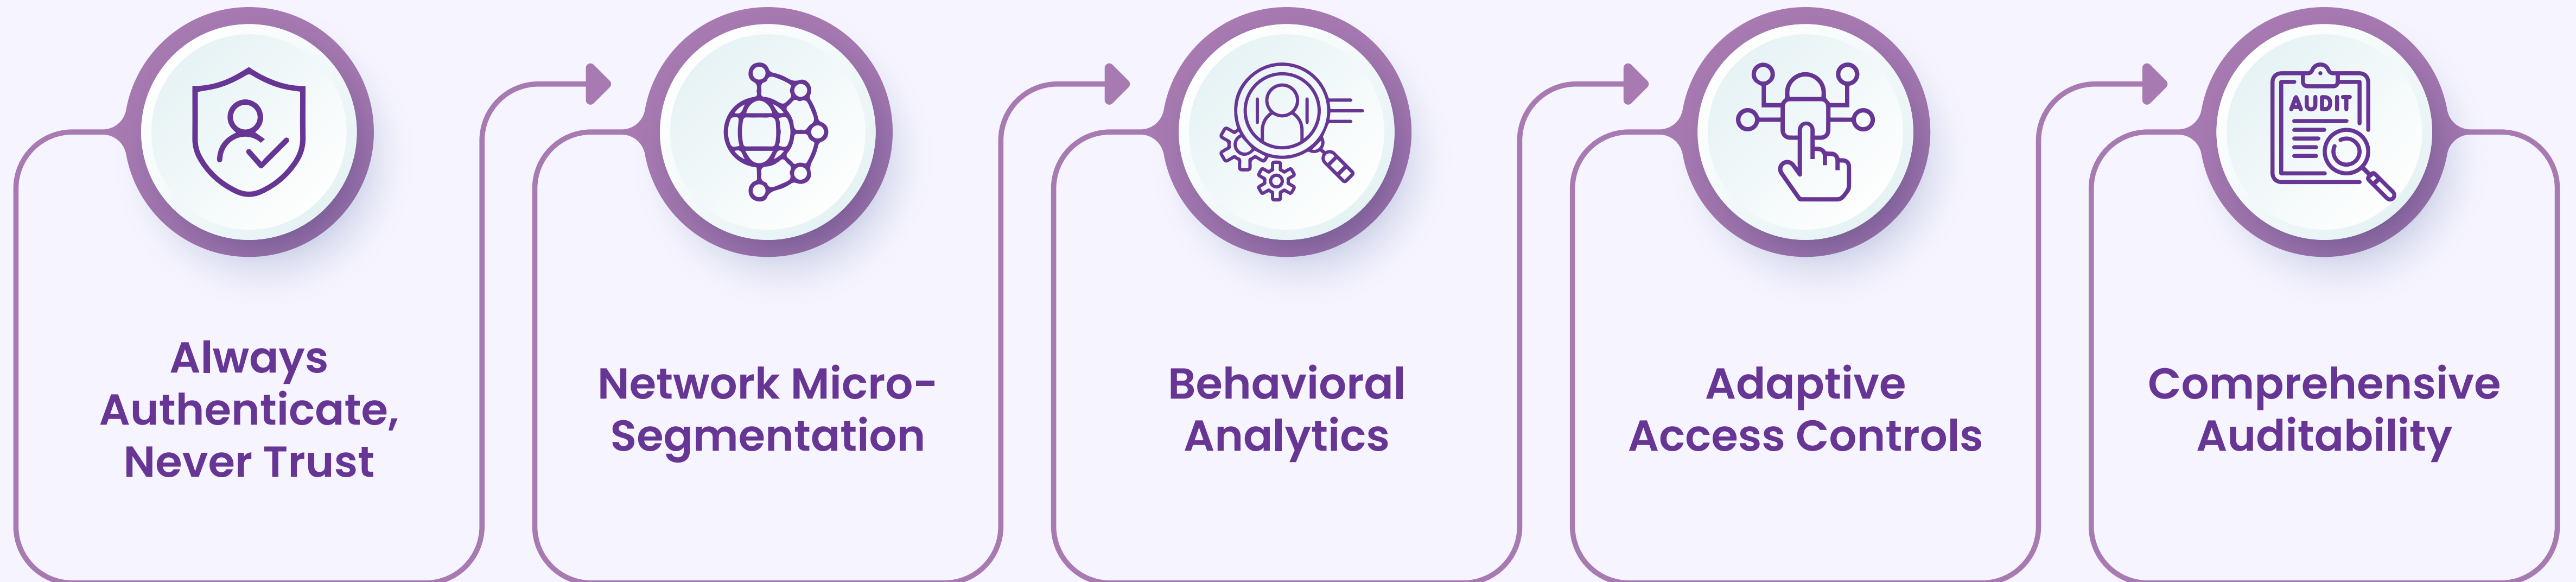 Always
Authenticate,
Never Trust
Network Micro-
Segmentation
Behavioral
Analytics
Adaptive
Access Controls
AUDIT
Comprehensive
Auditability